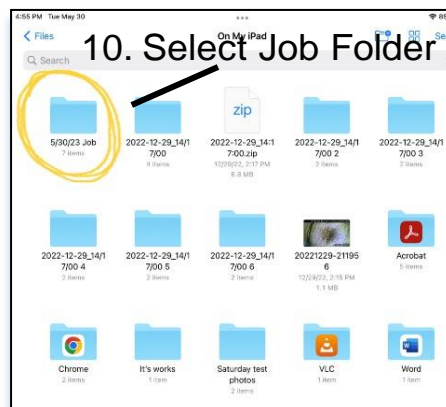 4:55 PM Tue May 30
Files
On My iPad
10. Select Job Folder
Search
zip
5/30/23 Job
7 items
2022-12-29_14/1
7/00
9 items
2022-12-29_14:1
7:00.zip
12/29/22, 2:17 PM
6.8 MB
2022-12-29_14/1
7/00 2
2 items
2022-12-29_14/1
7/00 3
2 items
2022-12-29_14/1
7/00 4
2 items
2022-12-29_14/1
7/00 5
2 items
2022-12-29_14/1
7/00 6
2 items
20221229-21195
6
12/29/22, 2:15 PM
1.1 MB
Acrobat
5 items
Chrome
2 items
It's works
1 item
Saturday test
photos
2 items
VLC
1 item
Word
1 item